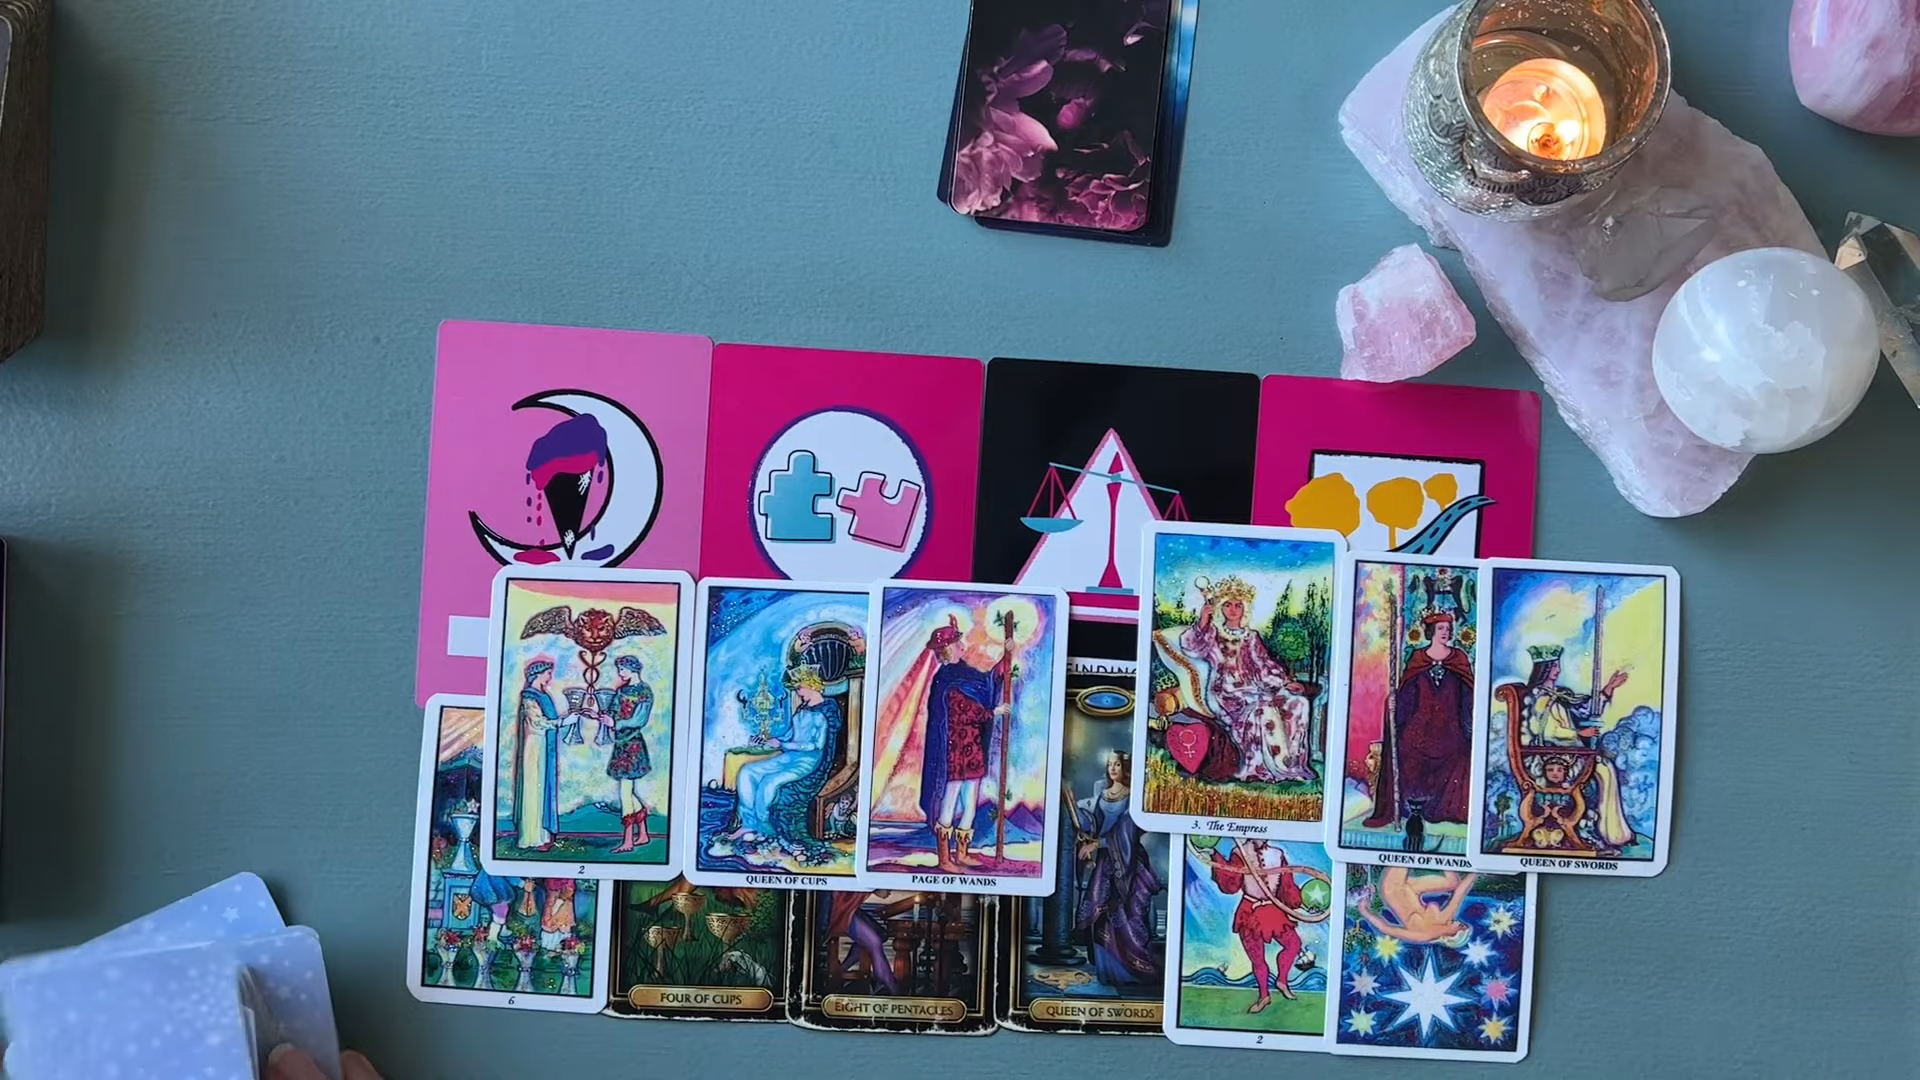 FINDING
2
QUEEN OF CUPS
PAGE OF WANDS
3. The Empress
QUEEN OF WANDS
QUEEN OF SWORDS
6
FOUR OF CUPS
EIGHT OF PENTACLES
QUEEN OF SWORDS
2